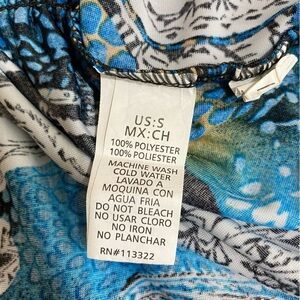 US:S
MX:CH
100% POLYESTER
100% POLIESTER
MACHINE WASH
COLD WATER
LAVADO A
MOQUINA CON
AGUA FRIA
DO NOT BLEACH
NO USAR CLORO
NO IRON
NO PLANCHAR
RN#113322